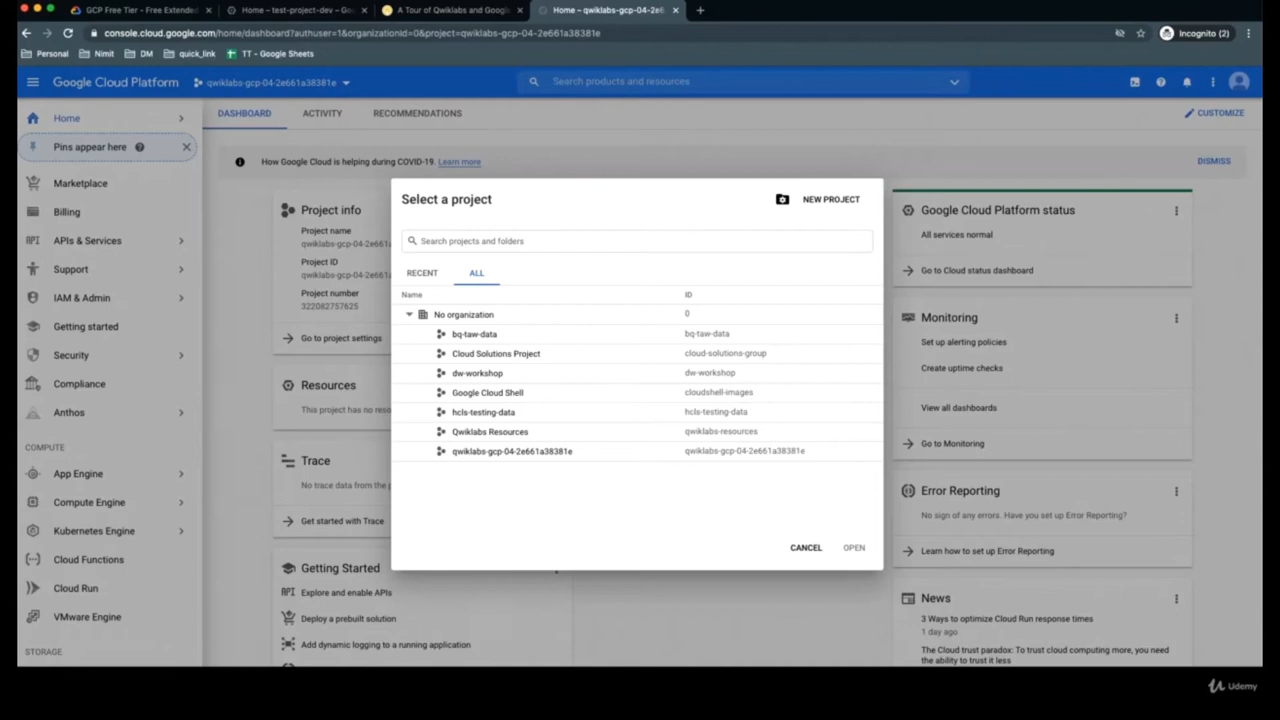 GCP Free Tier - Free Extended
Home – test-project-dev – Go
A Tour of Qwiklabs and Google
Home – qwiklabs-gcp-04-2e6
console.cloud.google.com/home/dashboard?authuser=1&organizationId=0&project=qwiklabs-gcp-04-2e661a38381e
Incognito (2)
Personal
Nimit
DM
quick_link
TT - Google Sheets
Google Cloud Platform
qwiklabs-gcp-04-2e661a38381e
Search products and resources
Home
DASHBOARD
ACTIVITY
RECOMMENDATIONS
CUSTOMIZE
Pins appear here
How Google Cloud is helping during COVID-19. Learn more
DISMISS
Marketplace
Billing
API APIs & Services
Support
IAM & Admin
Getting started
Security
Compliance
Anthos
COMPUTE
App Engine
Compute Engine
Kubernetes Engine
Cloud Functions
Cloud Run
VMware Engine
STORAGE
Project info
Project name
qwiklabs-gcp-04-2e661
Project ID
qwiklabs-gcp-04-2e661
Project number
322082757625
Go to project settings
Resources
This project has no reso
Trace
No trace data from the p
Get started with Trace
Getting Started
API Explore and enable APIs
Deploy a prebuilt solution
Add dynamic logging to a running application
Select a project
NEW PROJECT
Search projects and folders
RECENT
ALL
Name ID
No organization 0
bq-taw-data bq-taw-data
Cloud Solutions Project cloud-solutions-group
dw-workshop dw-workshop
Google Cloud Shell cloudshell-images
hcls-testing-data hcls-testing-data
Qwiklabs Resources qwiklabs-resources
qwiklabs-gcp-04-2e661a38381e qwiklabs-gcp-04-2e661a38381e
CANCEL
OPEN
Google Cloud Platform status
All services normal
Go to Cloud status dashboard
Monitoring
Set up alerting policies
Create uptime checks
View all dashboards
Go to Monitoring
Error Reporting
No sign of any errors. Have you set up Error Reporting?
Learn how to set up Error Reporting
News
3 Ways to optimize Cloud Run response times
1 day ago
The Cloud trust paradox: To trust cloud computing more, you need
the ability to trust it less
Udemy